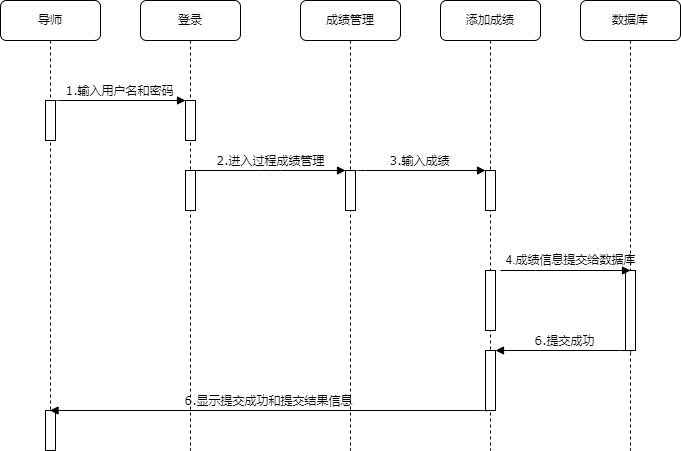 导师
登录
成绩管理
添加成绩
数据库
1.输入用户名和密码
2.进入过程成绩管理
3.输入成绩
4.成绩信息提交给数据库
6.提交成功
6.显示提交成功和提交结果信息